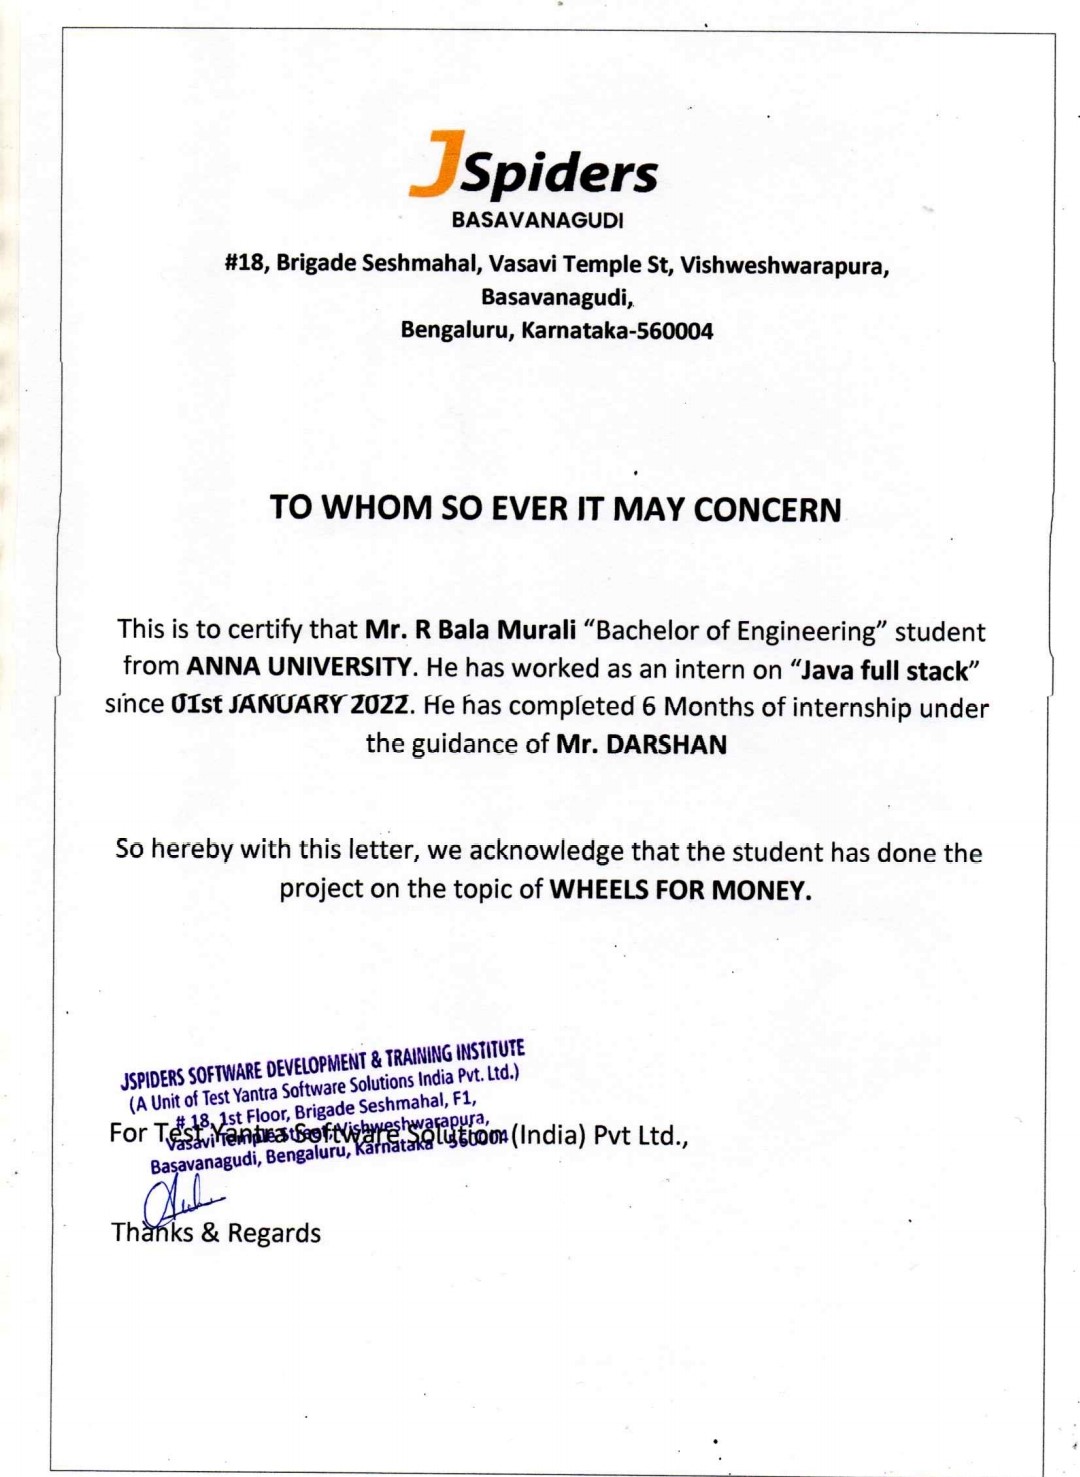 JSpiders
BASAVANAGUDI
#18, Brigade Seshmahal, Vasavi Temple St, Vishweshwarapura,
Basavanagudi,
Bengaluru, Karnataka-560004
TO WHOM SO EVER IT MAY CONCERN
This is to certify that Mr. R Bala Murali “Bachelor of Engineering” student
from ANNA UNIVERSITY. He has worked as an intern on “Java full stack”
since 01st JANUARY 2022. He has completed 6 Months of internship under
the guidance of Mr. DARSHAN
So hereby with this letter, we acknowledge that the student has done the
project on the topic of WHEELS FOR MONEY.
JSPIDERS SOFTWARE DEVELOPMENT & TRAINING INSTITUTE
(A Unit of Test Yantra Software Solutions India Pvt. Ltd.)
# 18, 1st Floor, Brigade Seshmahal, F1,
Vasavi Temple Street, Vishweshwarapura,
Basavanagudi, Bengaluru, Karnataka - 560004
For Test Yantra Software Solution (India) Pvt Ltd.,
Thanks & Regards